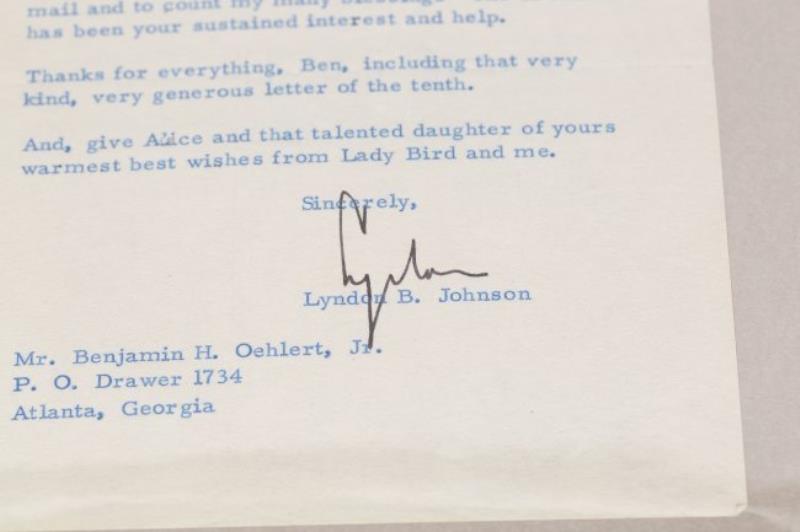 mail and to count my many blessings
has been your sustained interest and help.
Thanks for everything, Ben, including that very
kind, very generous letter of the tenth.
And, give Alice and that talented daughter of yours
warmest best wishes from Lady Bird and me.
Sincerely,
Lyndon
Lyndon B. Johnson
Mr. Benjamin H. Oehlert, Jr.
P. O. Drawer 1734
Atlanta, Georgia